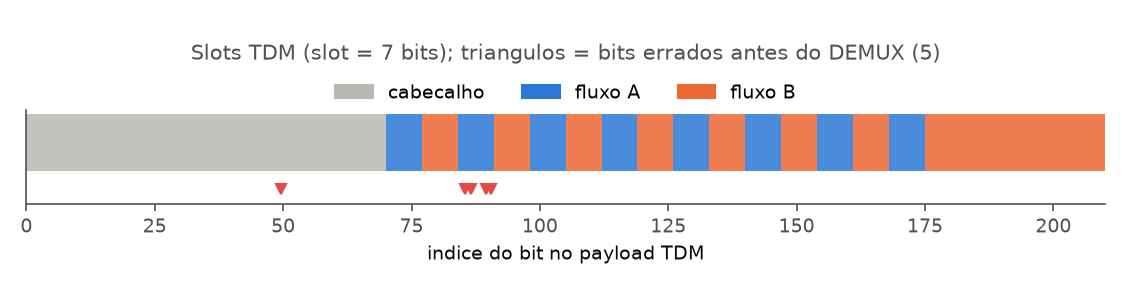 Slots TDM (slot = 7 bits); triangulos = bits errados antes do DEMUX (5)
cabecalho fluxo A fluxo B
0 25 50 75 100 125 150 175 200
indice do bit no payload TDM